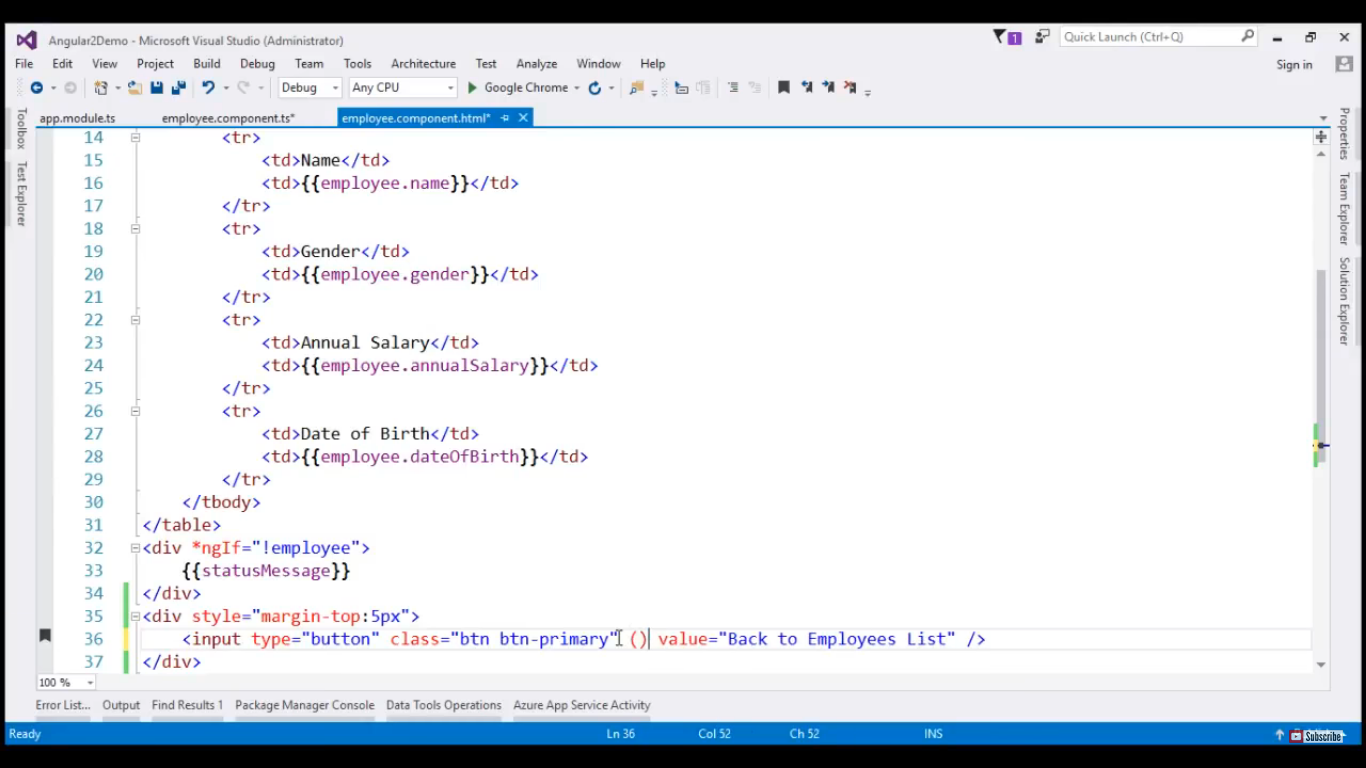 Angular2Demo - Microsoft Visual Studio (Administrator)
1
Quick Launch (Ctrl+Q)
File Edit View Project Build Debug Team Tools Architecture Test Analyze Window Help
Sign in
Debug Any CPU Google Chrome
app.module.ts employee.component.ts* employee.component.html*
Toolbox
Test Explorer
Properties
Team Explorer
Solution Explorer
14 <tr>
15 <td>Name</td>
16 <td>{{employee.name}}</td>
17 </tr>
18 <tr>
19 <td>Gender</td>
20 <td>{{employee.gender}}</td>
21 </tr>
22 <tr>
23 <td>Annual Salary</td>
24 <td>{{employee.annualSalary}}</td>
25 </tr>
26 <tr>
27 <td>Date of Birth</td>
28 <td>{{employee.dateOfBirth}}</td>
29 </tr>
30 </tbody>
31 </table>
32 <div *ngIf="!employee">
33 {{statusMessage}}
34 </div>
35 <div style="margin-top:5px">
36 <input type="button" class="btn btn-primary" () value="Back to Employees List" />
37 </div>
100 %
Error List... Output Find Results 1 Package Manager Console Data Tools Operations Azure App Service Activity
Ready Ln 36 Col 52 Ch 52 INS
Subscribe